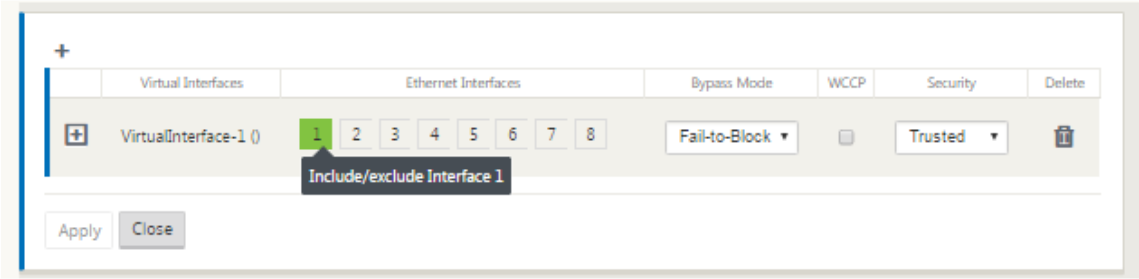 +
Virtual Interfaces Ethernet Interfaces Bypass Mode WCCP Security Delete
+ VirtualInterface-1 () 1 2 3 4 5 6 7 8 Fail-to-Block ▼ Trusted ▼
Include/exclude Interface 1
Apply Close